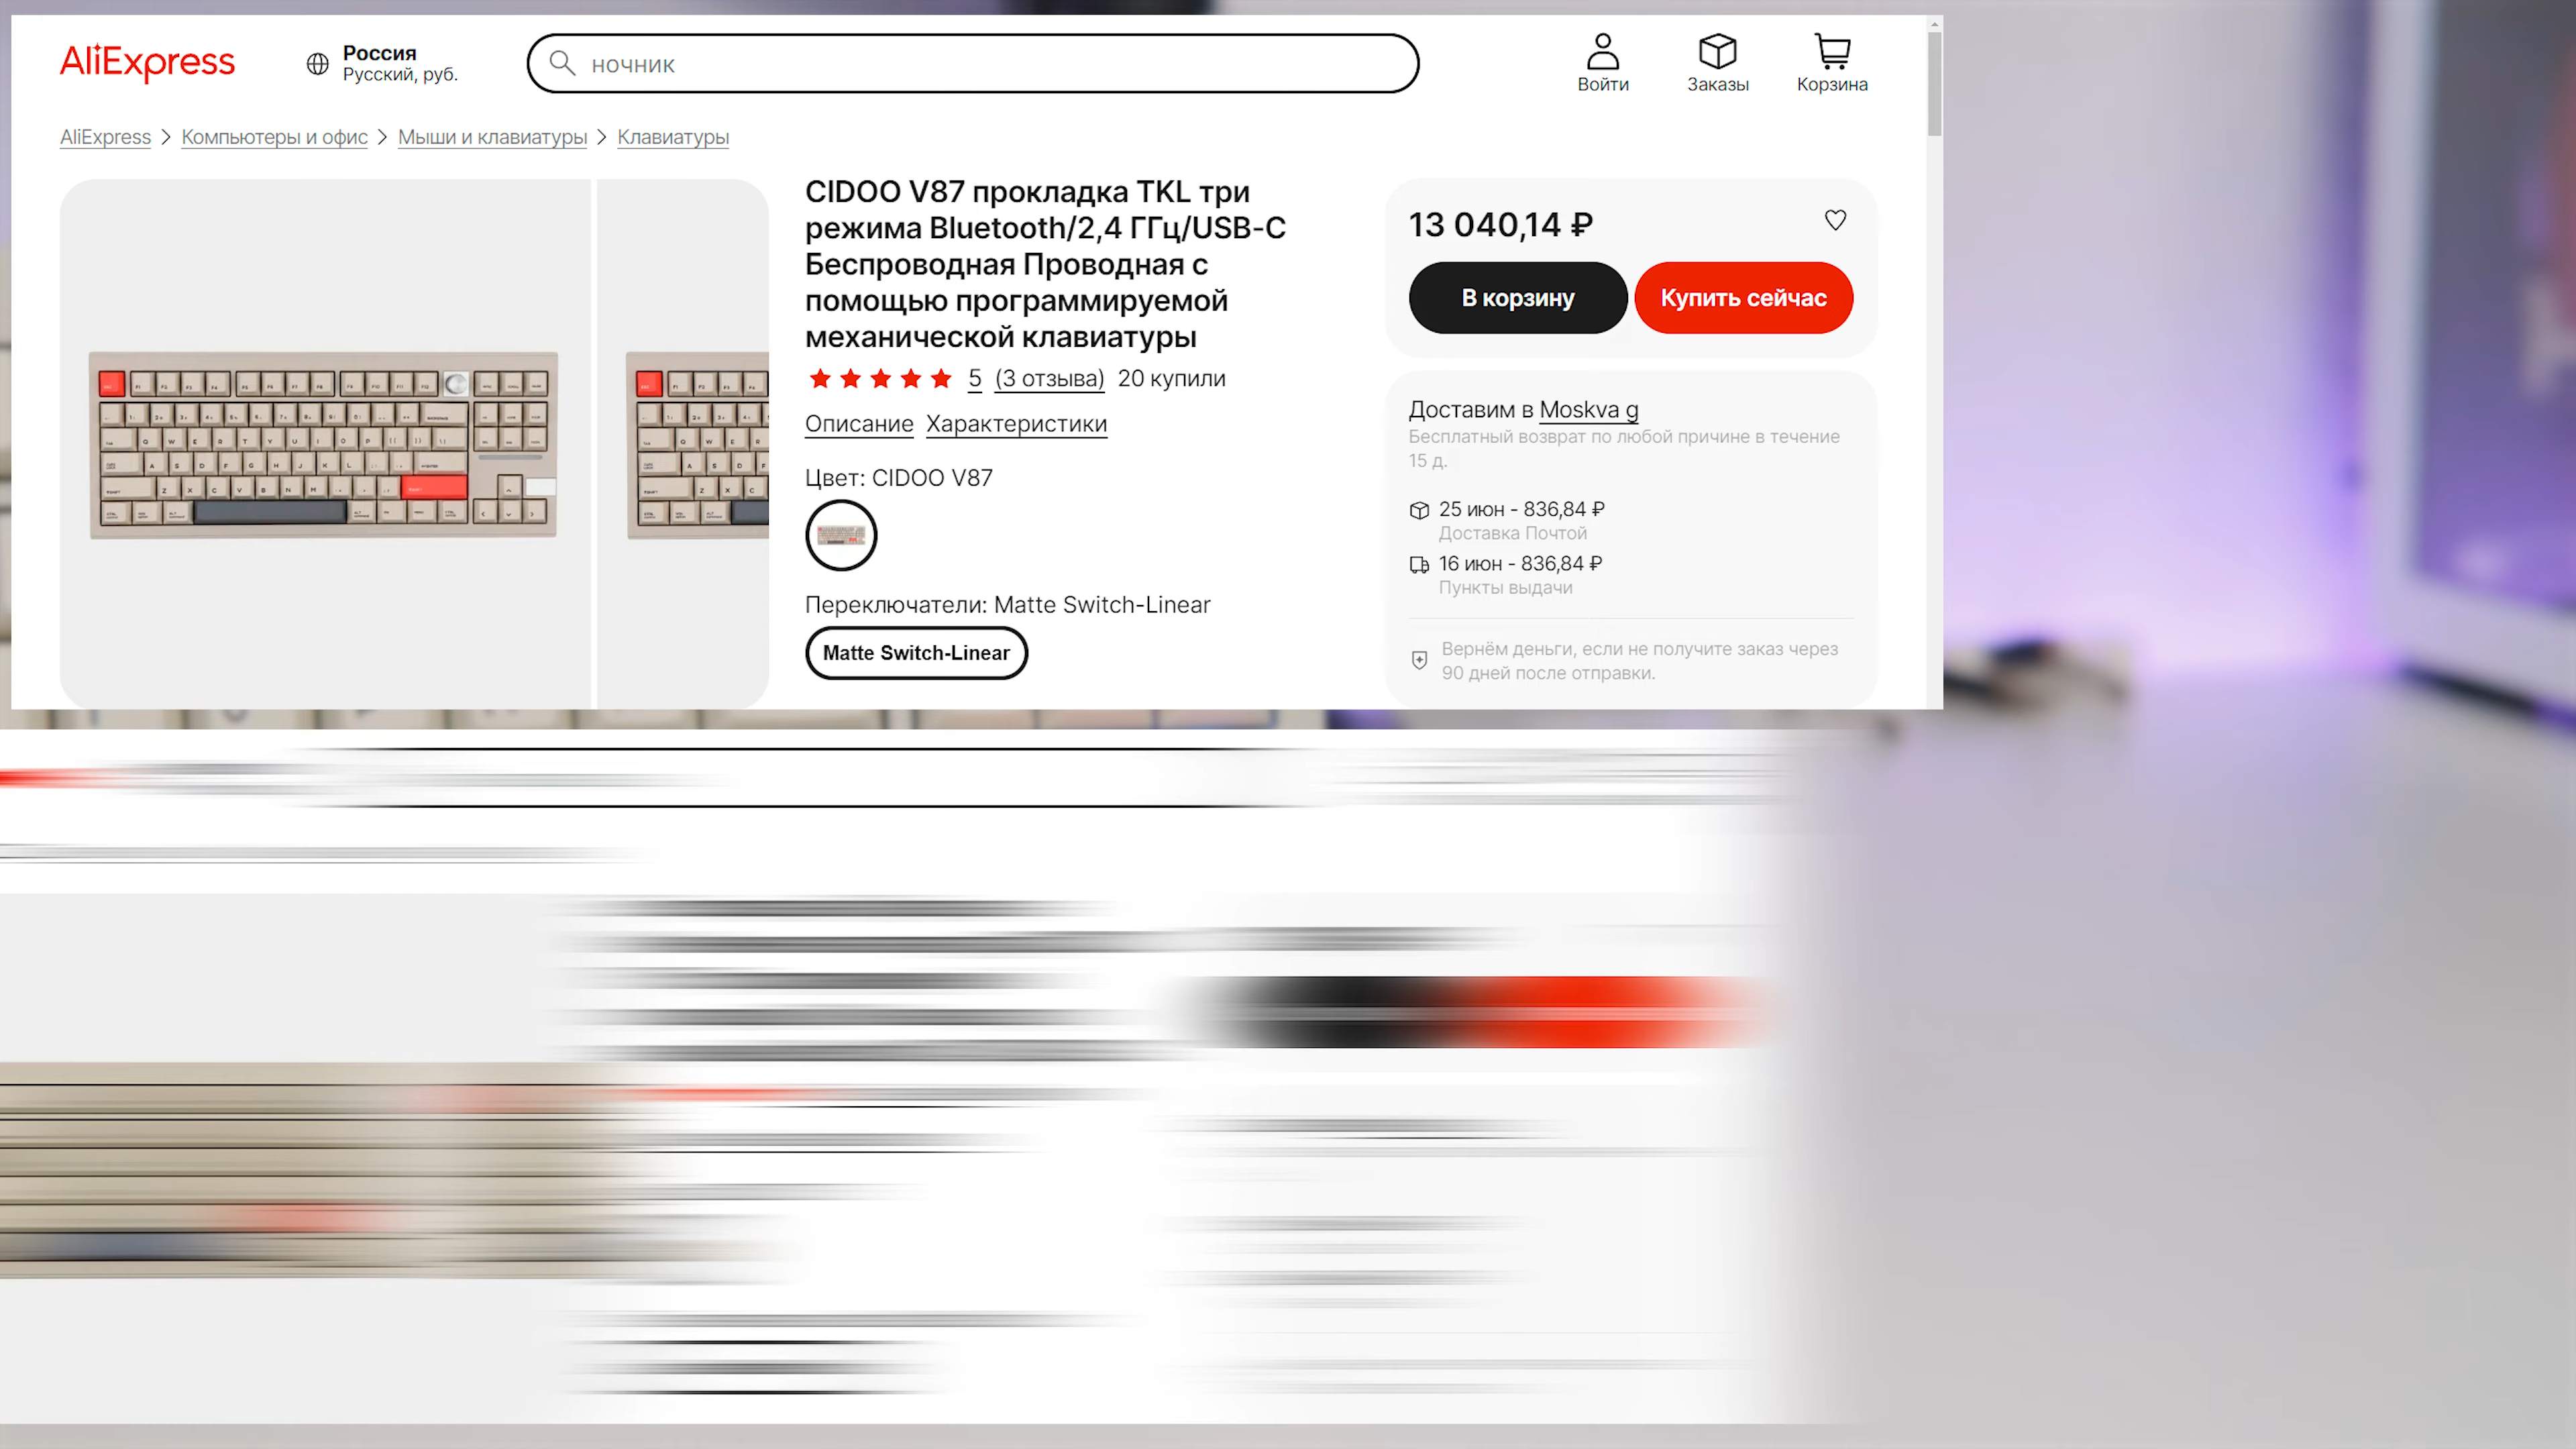 AliExpress
Россия
Русский, руб.
ночник
Войти
Заказы
Корзина
AliExpress > Компьютеры и офис > Мыши и клавиатуры > Клавиатуры
CIDOO V87 прокладка TKL три
режима Bluetooth/2,4 ГГц/USB-C
Беспроводная Проводная с
помощью программируемой
механической клавиатуры
5 (3 отзыва) 20 купили
Описание Характеристики
Цвет: CIDOO V87
Переключатели: Matte Switch-Linear
Matte Switch-Linear
13 040,14 ₽
В корзину
Купить сейчас
Доставим в Moskva g
Бесплатный возврат по любой причине в течение
15 д.
25 июн - 836,84 ₽
Доставка Почтой
16 июн - 836,84 ₽
Пункты выдачи
Вернём деньги, если не получите заказ через
90 дней после отправки.